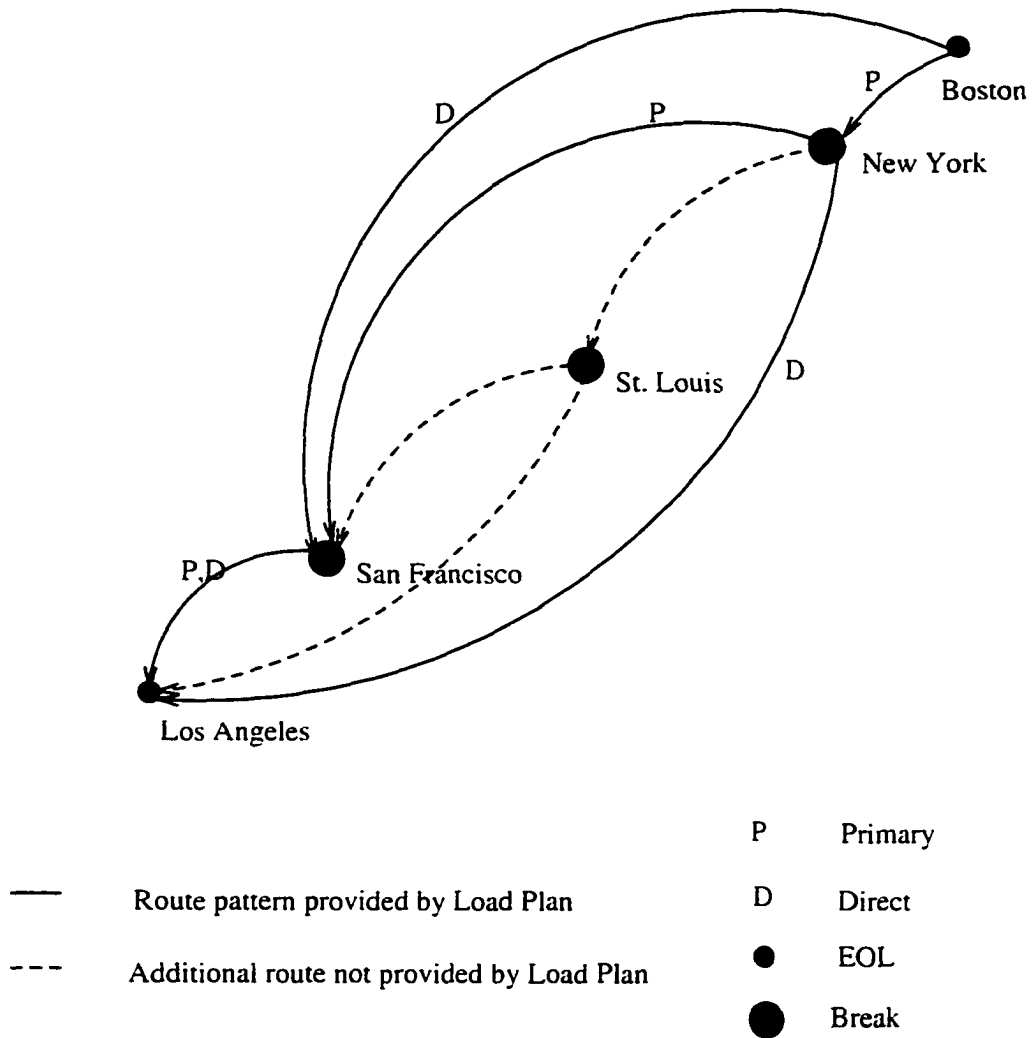 Boston
P
D
P
New York
St. Louis
D
P,D
San Francisco
Los Angeles
P Primary
Route pattern provided by Load Plan
D Direct
EOL
Additional route not provided by Load Plan
Break